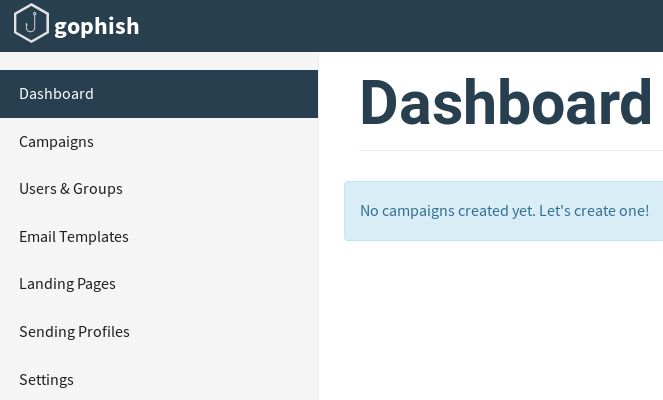 gophish
Dashboard
Campaigns
Users & Groups
Email Templates
Landing Pages
Sending Profiles
Settings
Dashboard
No campaigns created yet. Let's create one!